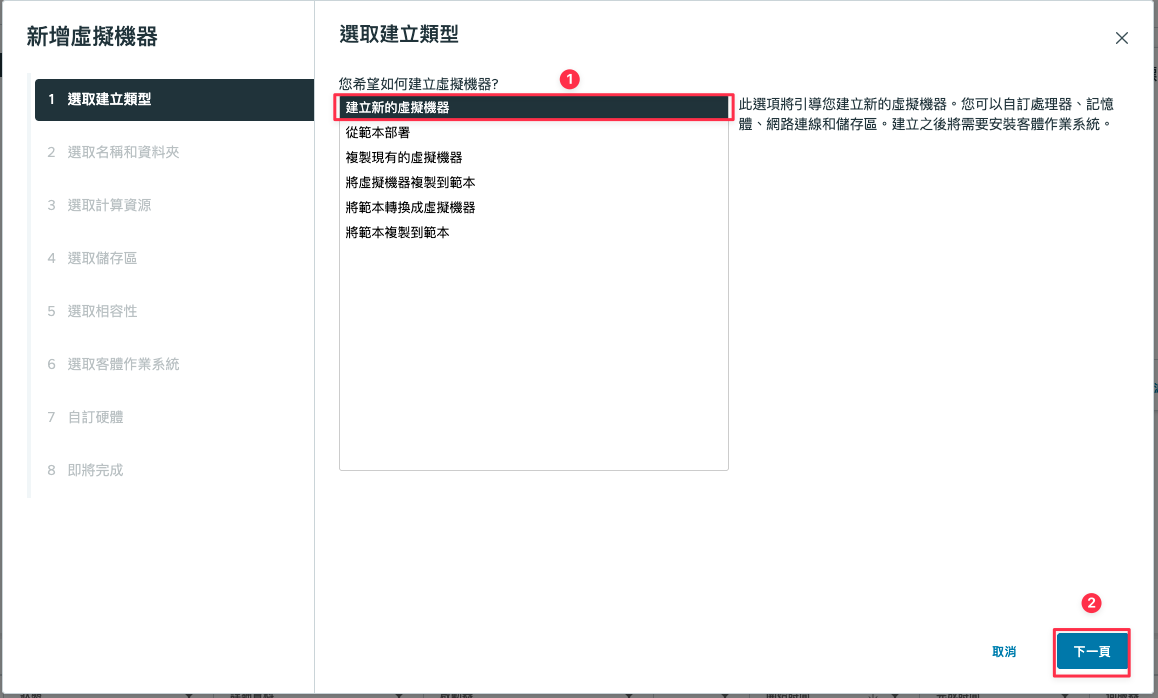 新增虛擬機器
1 選取建立類型
2 選取名稱和資料夾
3 選取計算資源
4 選取儲存區
5 選取相容性
6 選取客體作業系統
7 自訂硬體
8 即將完成
選取建立類型
您希望如何建立虛擬機器?
1
建立新的虛擬機器
從範本部署
複製現有的虛擬機器
將虛擬機器複製到範本
將範本轉換成虛擬機器
將範本複製到範本
此選項將引導您建立新的虛擬機器。您可以自訂處理器、記憶
體、網路連線和儲存區。建立之後將需要安裝客體作業系統。
2
取消
下一頁